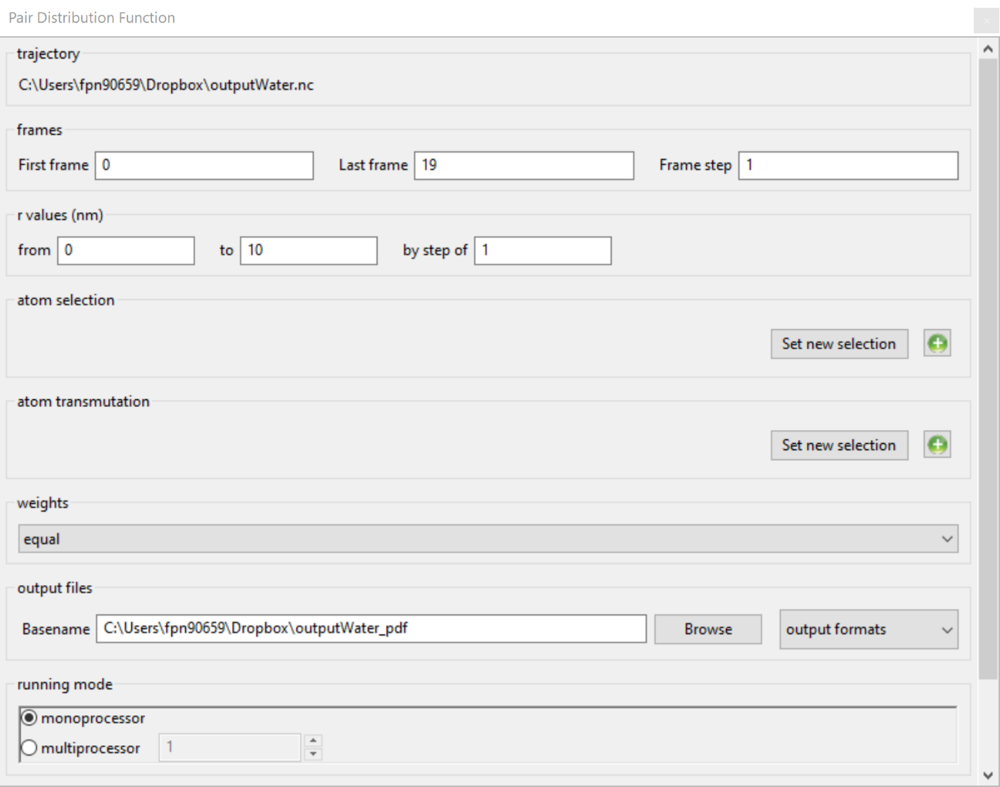 Pair Distribution Function
trajectory
C:\Users\fpn90659\Dropbox\outputWater.nc
frames
First frame 0 Last frame 19 Frame step 1
r values (nm)
from 0 to 10 by step of 1
atom selection
Set new selection
atom transmutation
Set new selection
weights
equal
output files
Basename C:\Users\fpn90659\Dropbox\outputWater_pdf Browse output formats
running mode
monoprocessor
multiprocessor 1